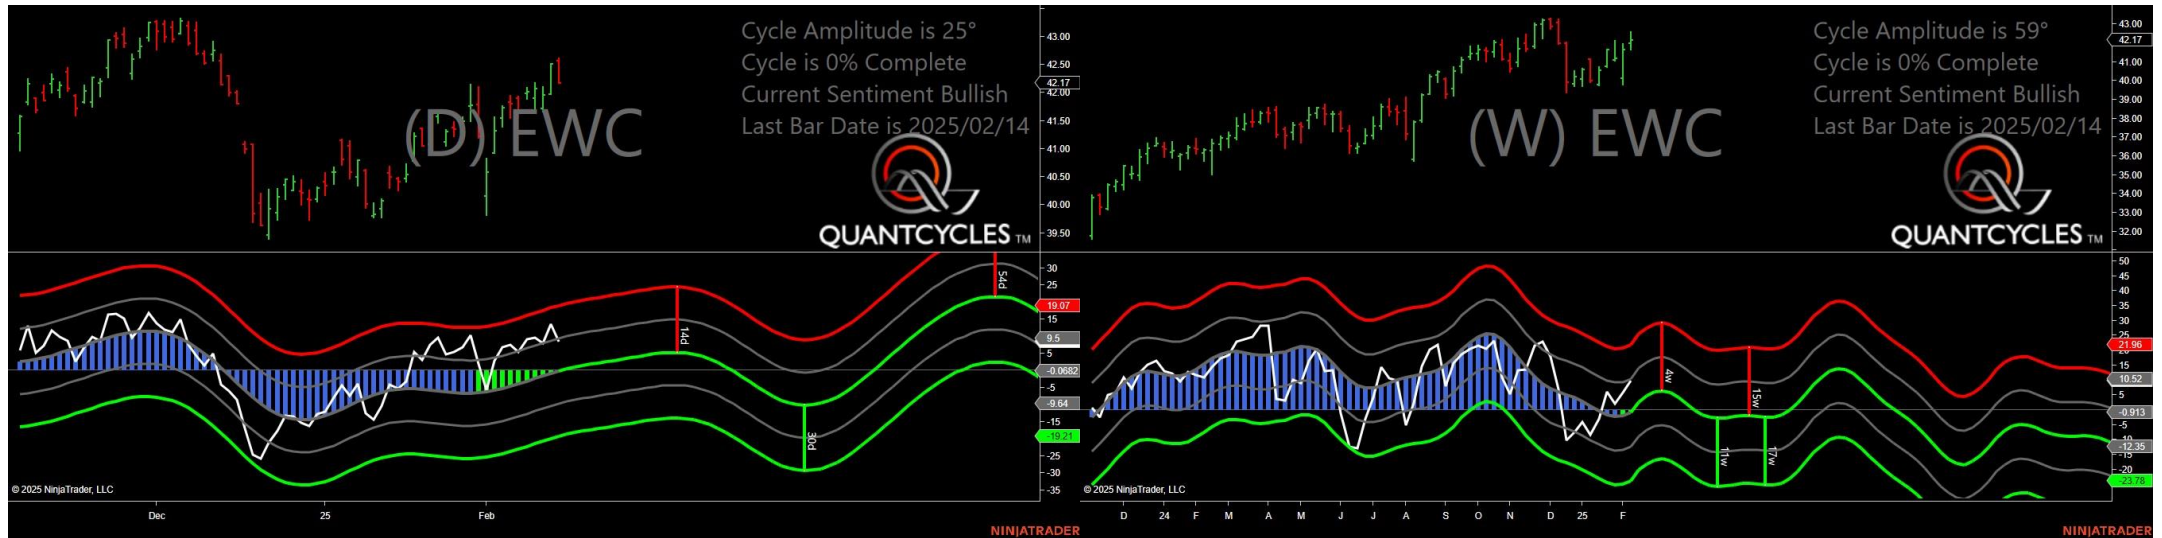 (D) EWC
Cycle Amplitude is 25°
Cycle is 0% Complete
Current Sentiment Bullish
Last Bar Date is 2025/02/14
QUANTCYCLES TM
43.00
42.50
42.17
42.00
41.50
41.00
40.50
40.00
39.50
14d
30d
54d
30
25
19.07
15
9.5
5
-0.0682
-5
-9.64
-15
-19.21
-25
-30
-35
© 2025 NinjaTrader, LLC
Dec 25 Feb
NINJATRADER
(W) EWC
Cycle Amplitude is 59°
Cycle is 0% Complete
Current Sentiment Bullish
Last Bar Date is 2025/02/14
QUANTCYCLES TM
43.00
42.17
41.00
40.00
39.00
38.00
37.00
36.00
35.00
34.00
33.00
32.00
4w
15w
11w
17w
50
45
40
35
30
25
21.96
15
10.52
5
-0.913
-5
-10
-12.35
-15
-20
-23.78
© 2025 NinjaTrader, LLC
D 24 F M A M J J A S O N D 25 F
NINJATRADER